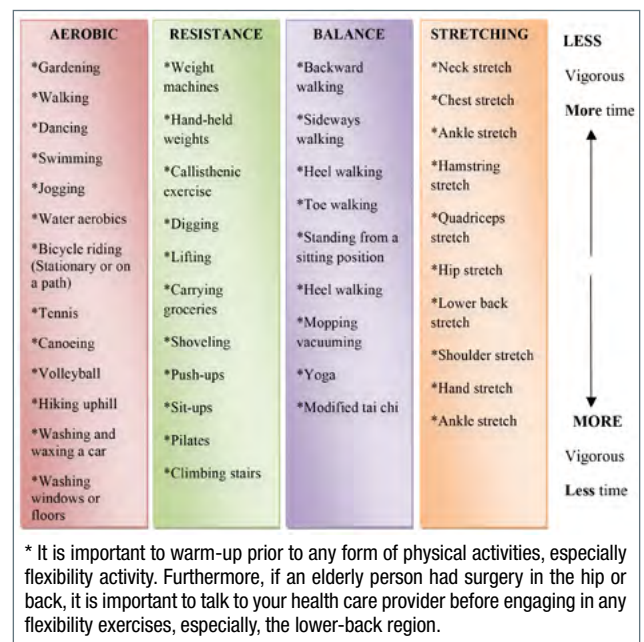 AEROBIC
*Gardening
*Walking
*Dancing
*Swimming
*Jogging
*Water aerobics
*Bicycle riding
(Stationary or on
a path)
*Tennis
*Canoeing
*Volleyball
*Hiking uphill
*Washing and
waxing a car
*Washing
windows or
floors
RESISTANCE
*Weight
machines
*Hand-held
weights
*Callisthenic
exercise
*Digging
*Lifting
*Carrying
groceries
*Shoveling
*Push-ups
*Sit-ups
*Pilates
*Climbing stairs
BALANCE
*Backward
walking
*Sideways
walking
*Heel walking
*Toe walking
*Standing from a
sitting position
*Heel walking
*Mopping
vacuuming
*Yoga
*Modified tai chi
STRETCHING
*Neck stretch
*Chest stretch
*Ankle stretch
*Hamstring
stretch
*Quadriceps
stretch
*Hip stretch
*Lower back
stretch
*Shoulder stretch
*Hand stretch
*Ankle stretch
LESS
Vigorous
More time
MORE
Vigorous
Less time
* It is important to warm-up prior to any form of physical activities, especially
flexibility activity. Furthermore, if an elderly person had surgery in the hip or
back, it is important to talk to your health care provider before engaging in any
flexibility exercises, especially, the lower-back region.